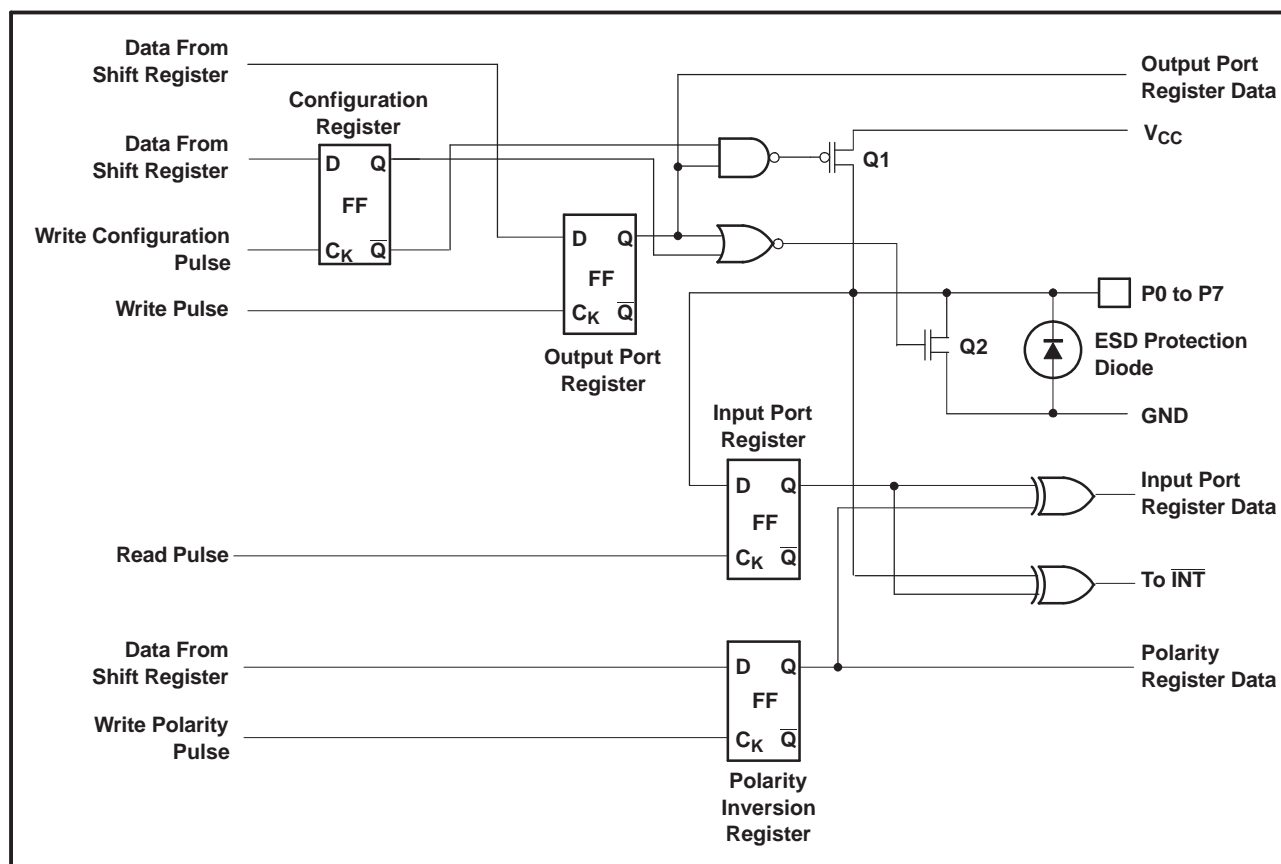 Data From
Shift Register
Configuration
Register
Data From
Shift Register
D Q
FF
CK Q̅
Write Configuration
Pulse
Write Pulse
D Q
FF
CK Q̅
Output Port
Register
Output Port
Register Data
VCC
Q1
P0 to P7
Q2
ESD Protection
Diode
GND
Input Port
Register
D Q
FF
CK Q̅
Read Pulse
Input Port
Register Data
To I̅N̅T̅
Data From
Shift Register
D Q
FF
CK Q̅
Write Polarity
Pulse
Polarity
Inversion
Register
Polarity
Register Data